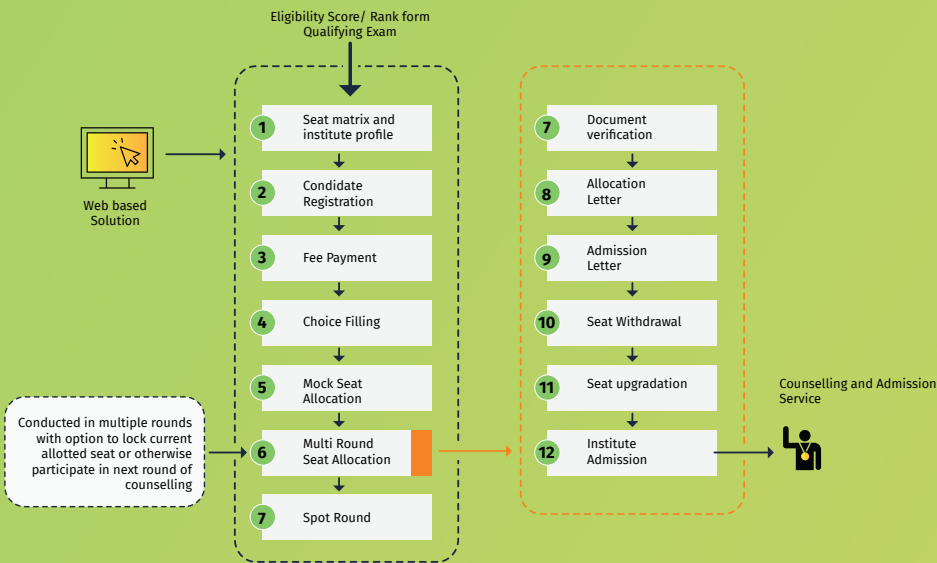 Eligibility Score/ Rank form
Qualifying Exam
Web based
Solution
1
Seat matrix and
institute profile
2
Candidate
Registration
3
Fee Payment
4
Choice Filling
5
Mock Seat
Allocation
Conducted in multiple rounds
with option to lock current
allotted seat or otherwise
participate in next round of
counselling
6
Multi Round
Seat Allocation
7
Spot Round
7
Document
verification
8
Allocation
Letter
9
Admission
Letter
10
Seat Withdrawal
11
Seat upgradation
12
Institute
Admission
Counselling and Admission
Service